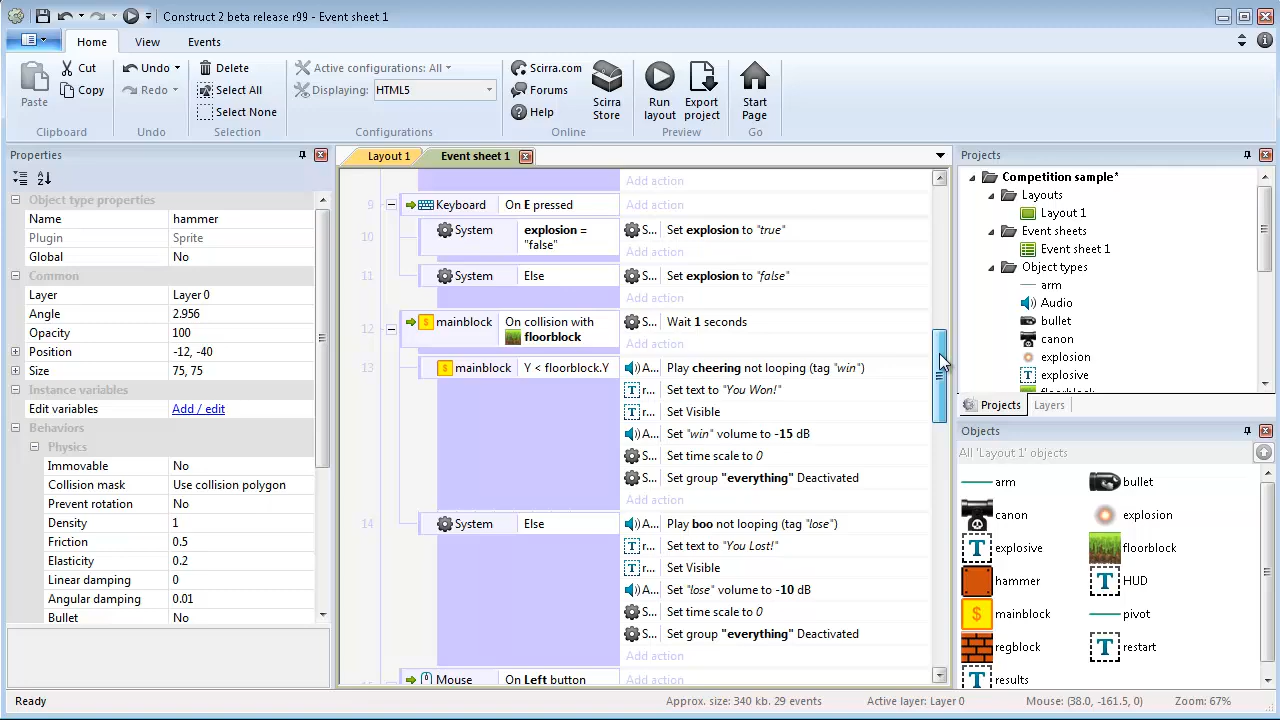 Construct 2 beta release r99 - Event sheet 1
Home View Events
Paste Cut Copy
Undo Redo
Delete
Select All
Select None
Active configurations: All
Displaying: HTML5
Scirra.com
Forums
Help
Scirra Store
Run layout
Export project
Start Page
Clipboard Undo Selection Configurations Online Preview Go
Properties
Object type properties
Name hammer
Plugin Sprite
Global No
Common
Layer Layer 0
Angle 2.956
Opacity 100
Position -12, -40
Size 75, 75
Instance variables
Edit variables Add / edit
Behaviors
Physics
Immovable No
Collision mask Use collision polygon
Prevent rotation No
Density 1
Friction 0.5
Elasticity 0.2
Linear damping 0
Angular damping 0.01
Bullet No
Layout 1 Event sheet 1
Add action
9 Keyboard On E pressed Add action
10 System explosion = "false" S... Set explosion to "true"
Add action
11 System Else S... Set explosion to "false"
Add action
12 mainblock On collision with floorblock S... Wait 1 seconds
Add action
13 mainblock Y < floorblock.Y A... Play cheering not looping (tag "win")
r... Set text to "You Won!"
r... Set Visible
A... Set "win" volume to -15 dB
S... Set time scale to 0
S... Set group "everything" Deactivated
Add action
14 System Else A... Play boo not looping (tag "lose")
r... Set text to "You Lost!"
r... Set Visible
A... Set "lose" volume to -10 dB
S... Set time scale to 0
S... Set group "everything" Deactivated
Add action
Mouse On Left button
Projects
Competition sample*
Layouts
Layout 1
Event sheets
Event sheet 1
Object types
arm
Audio
bullet
canon
explosion
explosive
Projects Layers
Objects
All 'Layout 1' objects
arm bullet
canon explosion
explosive floorblock
hammer HUD
mainblock pivot
regblock
results
Ready Approx. size: 340 kb. 29 events Active layer: Layer 0 Mouse: (38.0, -161.5, 0) Zoom: 67%